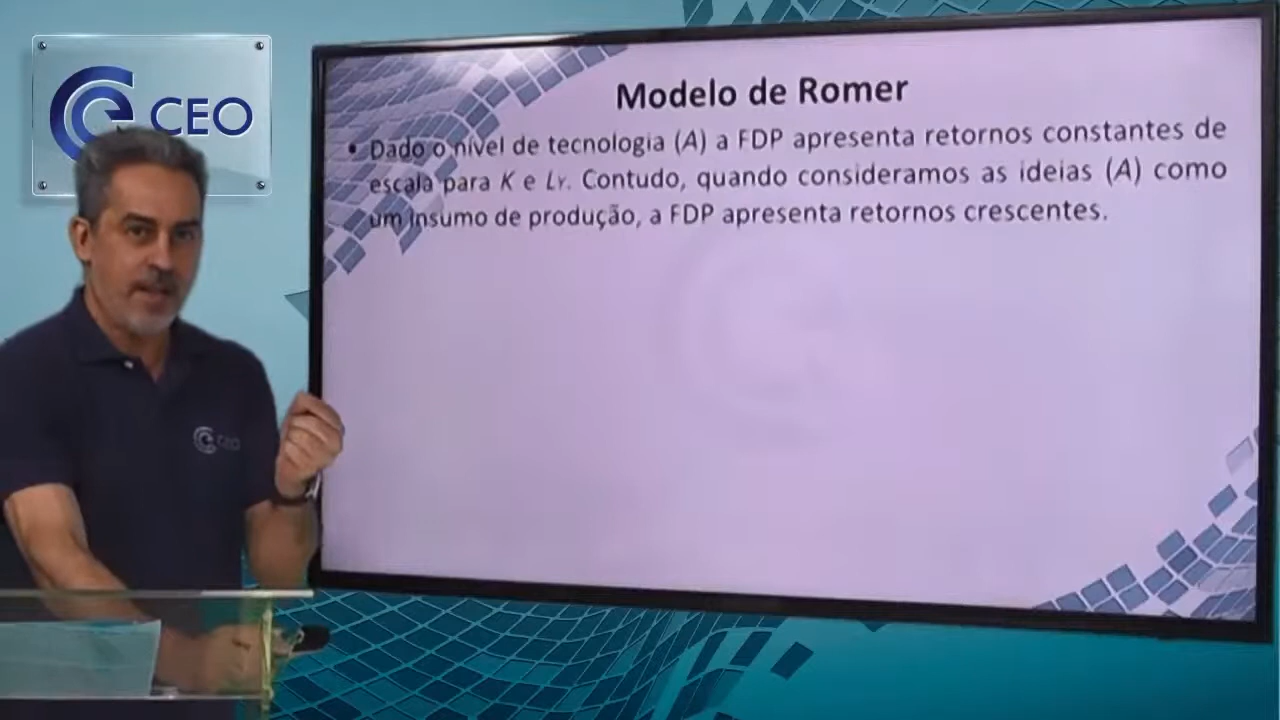 CEO
Modelo de Romer
• Dado o nível de tecnologia (A) a FDP apresenta retornos constantes de
escala para K e LY. Contudo, quando consideramos as ideias (A) como
um insumo de produção, a FDP apresenta retornos crescentes.
CEO